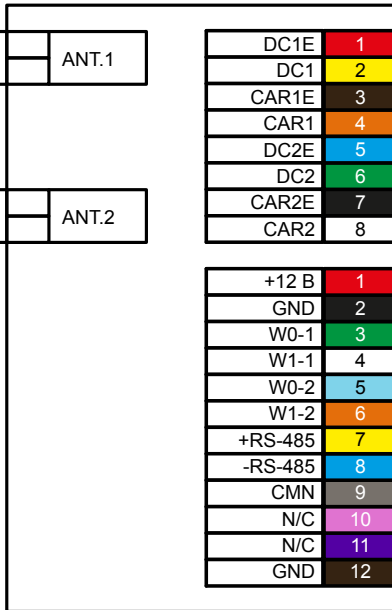 ANT.1
ANT.2
DC1E 1
DC1 2
CAR1E 3
CAR1 4
DC2E 5
DC2 6
CAR2E 7
CAR2 8
+12 B 1
GND 2
W0-1 3
W1-1 4
W0-2 5
W1-2 6
+RS-485 7
-RS-485 8
CMN 9
N/C 10
N/C 11
GND 12